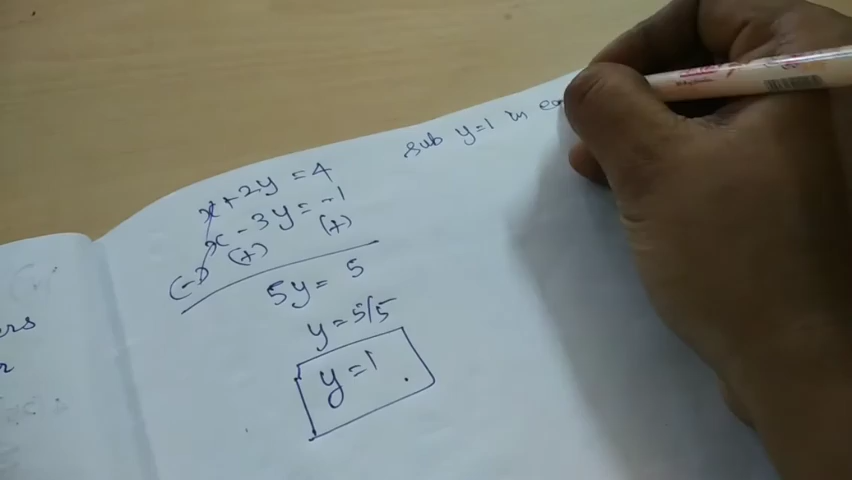 x+2y=4
x-3y=-1
(-) (+) (+)
5y= 5
y=5/5
y=1
sub y=1 in